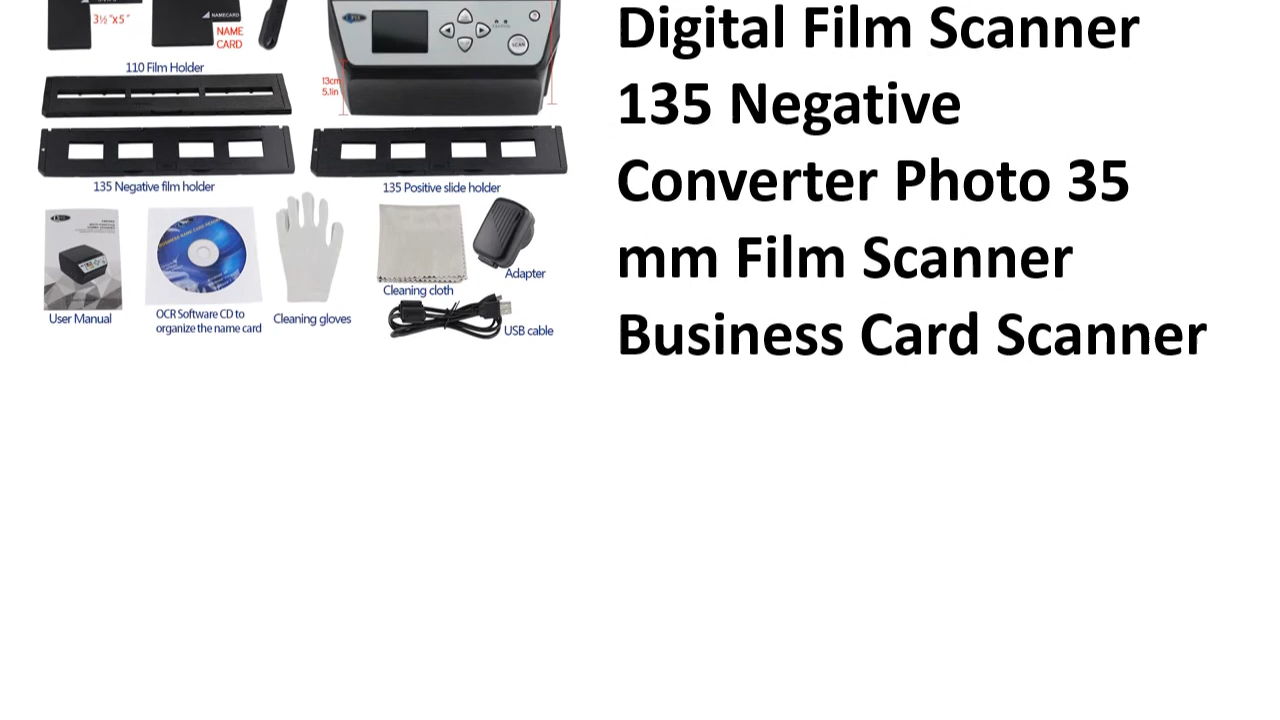 3½ "x5"
NAMECARD
NAME
CARD
SCAN
13cm
5.1in
110 Film Holder
135 Negative film holder
135 Positive slide holder
User Manual
OCR Software CD to
organize the name card
Cleaning gloves
Cleaning cloth
Adapter
USB cable
Digital Film Scanner
135 Negative
Converter Photo 35
mm Film Scanner
Business Card Scanner